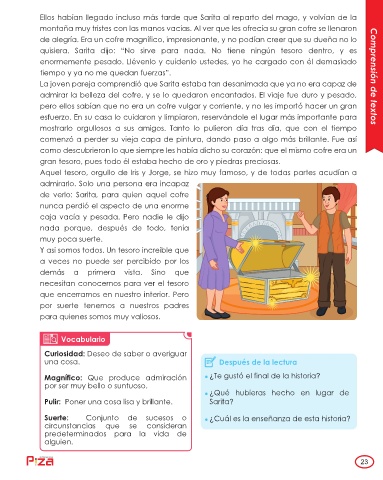 Ellos habían llegado incluso más tarde que Sarita al reparto del mago, y volvían de la
montaña muy tristes con las manos vacías. Al ver que les ofrecía su gran cofre se llenaron
de alegría. Era un cofre magnífico, impresionante, y no podían creer que su dueña no lo
quisiera. Sarita dijo: "No sirve para nada. No tiene ningún tesoro dentro, y es
enormemente pesado. Llévenlo y cuídenlo ustedes, yo he cargado con él demasiado
tiempo y ya no me quedan fuerzas".
La joven pareja comprendió que Sarita estaba tan desanimada que ya no era capaz de
admirar la belleza del cofre, y se lo quedaron encantados. El viaje fue duro y pesado,
pero ellos sabían que no era un cofre vulgar y corriente, y no les importó hacer un gran
esfuerzo. En su casa lo cuidaron y limpiaron, reservándole el lugar más importante para
mostrarlo orgullosos a sus amigos. Tanto lo pulieron día tras día, que con el tiempo
comenzó a perder su vieja capa de pintura, dando paso a algo más brillante. Fue así
como descubrieron lo que siempre les había dicho su corazón: que el mismo cofre era un
gran tesoro, pues todo él estaba hecho de oro y piedras preciosas.
Aquel tesoro, orgullo de Iris y Jorge, se hizo muy famoso, y de todas partes acudían a
admirarlo. Solo una persona era incapaz
de verlo: Sarita, para quien aquel cofre
nunca perdió el aspecto de una enorme
caja vacía y pesada. Pero nadie le dijo
nada porque, después de todo, tenía
muy poca suerte.
Y así somos todos. Un tesoro increíble que
a veces no puede ser percibido por los
demás a primera vista. Sino que
necesitan conocernos para ver el tesoro
que encerramos en nuestro interior. Pero
por suerte tenemos a nuestros padres
para quienes somos muy valiosos.
Comprensión de textos
Vocabulario
Curiosidad: Deseo de saber o averiguar
una cosa.
Magnífico: Que produce admiración
por ser muy bello o suntuoso.
Pulir: Poner una cosa lisa y brillante.
Suerte: Conjunto de sucesos o
circunstancias que se consideran
predeterminados para la vida de
alguien.
Después de la lectura
¿Te gustó el final de la historia?
¿Qué hubieras hecho en lugar de
Sarita?
¿Cuál es la enseñanza de esta historia?
23